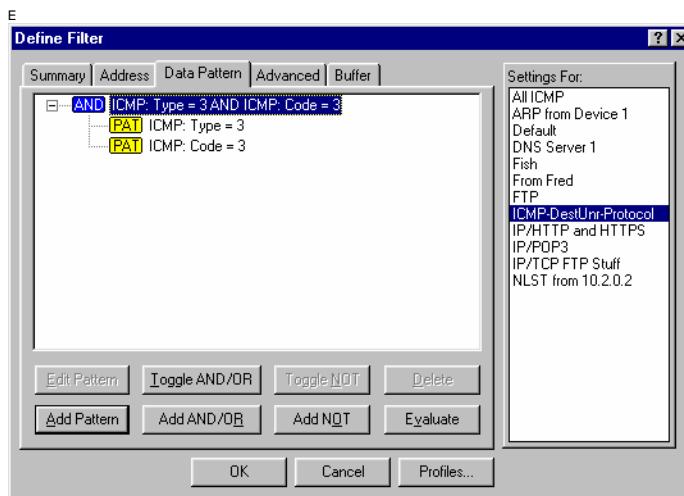 E
Define Filter
Summary Address Data Pattern Advanced Buffer
AND ICMP: Type = 3 AND ICMP: Code = 3
PAT ICMP: Type = 3
PAT ICMP: Code = 3
Edit Pattern Toggle AND/OR Toggle NOT Delete
Add Pattern Add AND/OR Add NOT Evaluate
Settings For:
All ICMP
ARP from Device 1
Default
DNS Server 1
Fish
From Fred
FTP
ICMP-DestUnr-Protocol
IP/HTTP and HTTPS
IP/POP3
IP/TCP FTP Stuff
NLST from 10.2.0.2
OK Cancel Profiles...